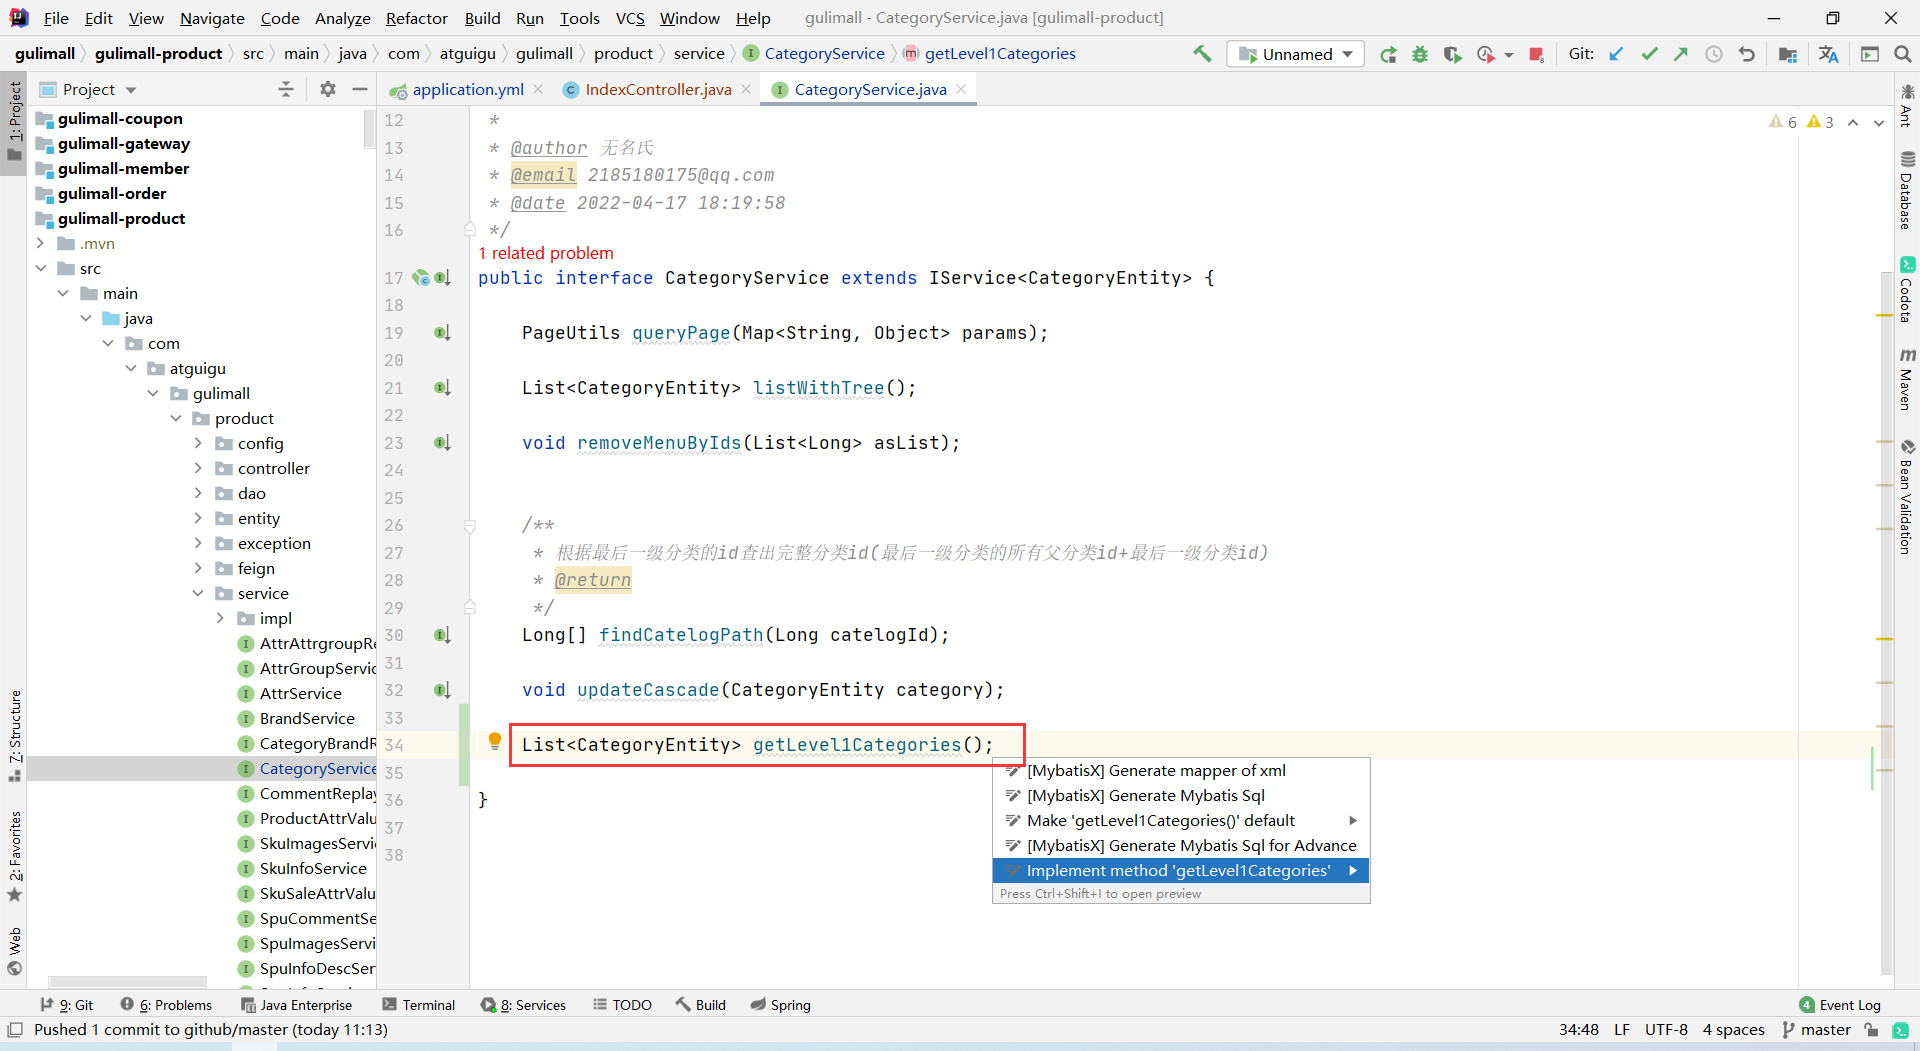 File Edit View Navigate Code Analyze Refactor Build Run Tools VCS Window Help gulimall - CategoryService.java [gulimall-product]
gulimall gulimall-product src main java com atguigu gulimall product service CategoryService getLevel1Categories Unnamed Git:
Project application.yml IndexController.java CategoryService.java
1: Project
7: Structure
2: Favorites
Web
gulimall-coupon
gulimall-gateway
gulimall-member
gulimall-order
gulimall-product
.mvn
src
main
java
com
atguigu
gulimall
product
config
controller
dao
entity
exception
feign
service
impl
AttrAttrgroupRe
AttrGroupServic
AttrService
BrandService
CategoryBrandR
CategoryService
CommentReplay
ProductAttrValu
SkuImagesServi
SkuInfoService
SkuSaleAttrValu
SpuCommentSe
SpuImagesServi
SpuInfoDescSer
6 3
12 *
13 * @author 无名氏
14 * @email 2185180175@qq.com
15 * @date 2022-04-17 18:19:58
16 */
1 related problem
17 public interface CategoryService extends IService<CategoryEntity> {
18
19 PageUtils queryPage(Map<String, Object> params);
20
21 List<CategoryEntity> listWithTree();
22
23 void removeMenuByIds(List<Long> asList);
24
25
26 /**
27 * 根据最后一级分类的id查出完整分类id(最后一级分类的所有父分类id+最后一级分类id)
28 * @return
29 */
30 Long[] findCatelogPath(Long catelogId);
31
32 void updateCascade(CategoryEntity category);
33
34 List<CategoryEntity> getLevel1Categories();
35
36 }
37
38
[MybatisX] Generate mapper of xml
[MybatisX] Generate Mybatis Sql
Make 'getLevel1Categories()' default
[MybatisX] Generate Mybatis Sql for Advance
Implement method 'getLevel1Categories'
Press Ctrl+Shift+I to open preview
Ant
Database
Codota
Maven
Bean Validation
9: Git 6: Problems Java Enterprise Terminal 8: Services TODO Build Spring 4 Event Log
Pushed 1 commit to github/master (today 11:13) 34:48 LF UTF-8 4 spaces master